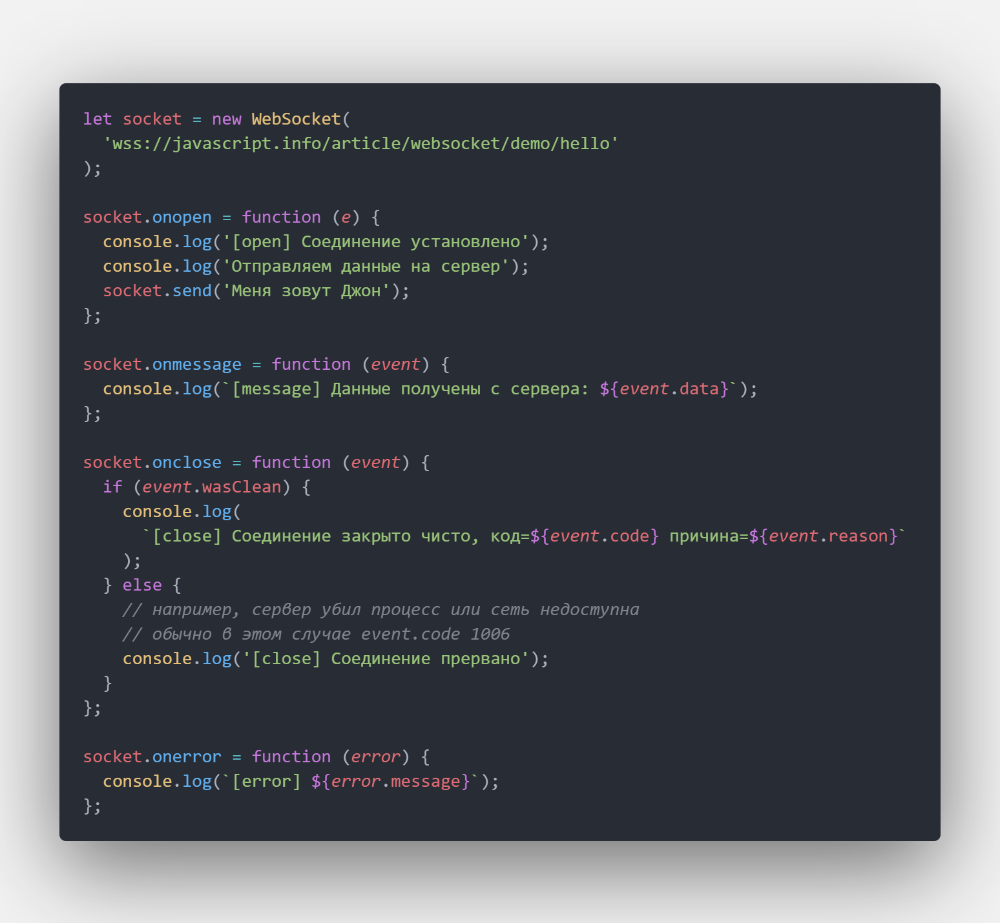 let socket = new WebSocket(
  'wss://javascript.info/article/websocket/demo/hello'
);

socket.onopen = function (e) {
  console.log('[open] Соединение установлено');
  console.log('Отправляем данные на сервер');
  socket.send('Меня зовут Джон');
};

socket.onmessage = function (event) {
  console.log(`[message] Данные получены с сервера: ${event.data}`);
};

socket.onclose = function (event) {
  if (event.wasClean) {
    console.log(
      `[close] Соединение закрыто чисто, код=${event.code} причина=${event.reason}`
    );
  } else {
    // например, сервер убил процесс или сеть недоступна
    // обычно в этом случае event.code 1006
    console.log('[close] Соединение прервано');
  }
};

socket.onerror = function (error) {
  console.log(`[error] ${error.message}`);
};